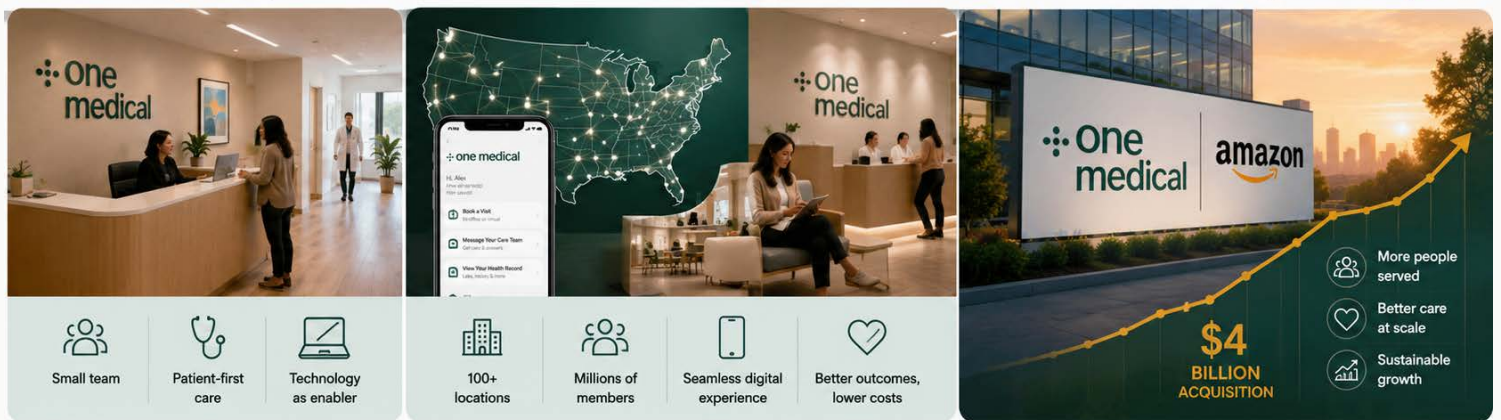 one
medical
Small team
Patient-first
care
Technology
as enabler
one medical
Hi, Alex
Book a Visit
Message Your Care Team
View Your Health Record
one
medical
100+
locations
Millions of
members
Seamless digital
experience
Better outcomes,
lower costs
one
medical
amazon
More people
served
Better care
at scale
Sustainable
growth
$4
BILLION
ACQUISITION